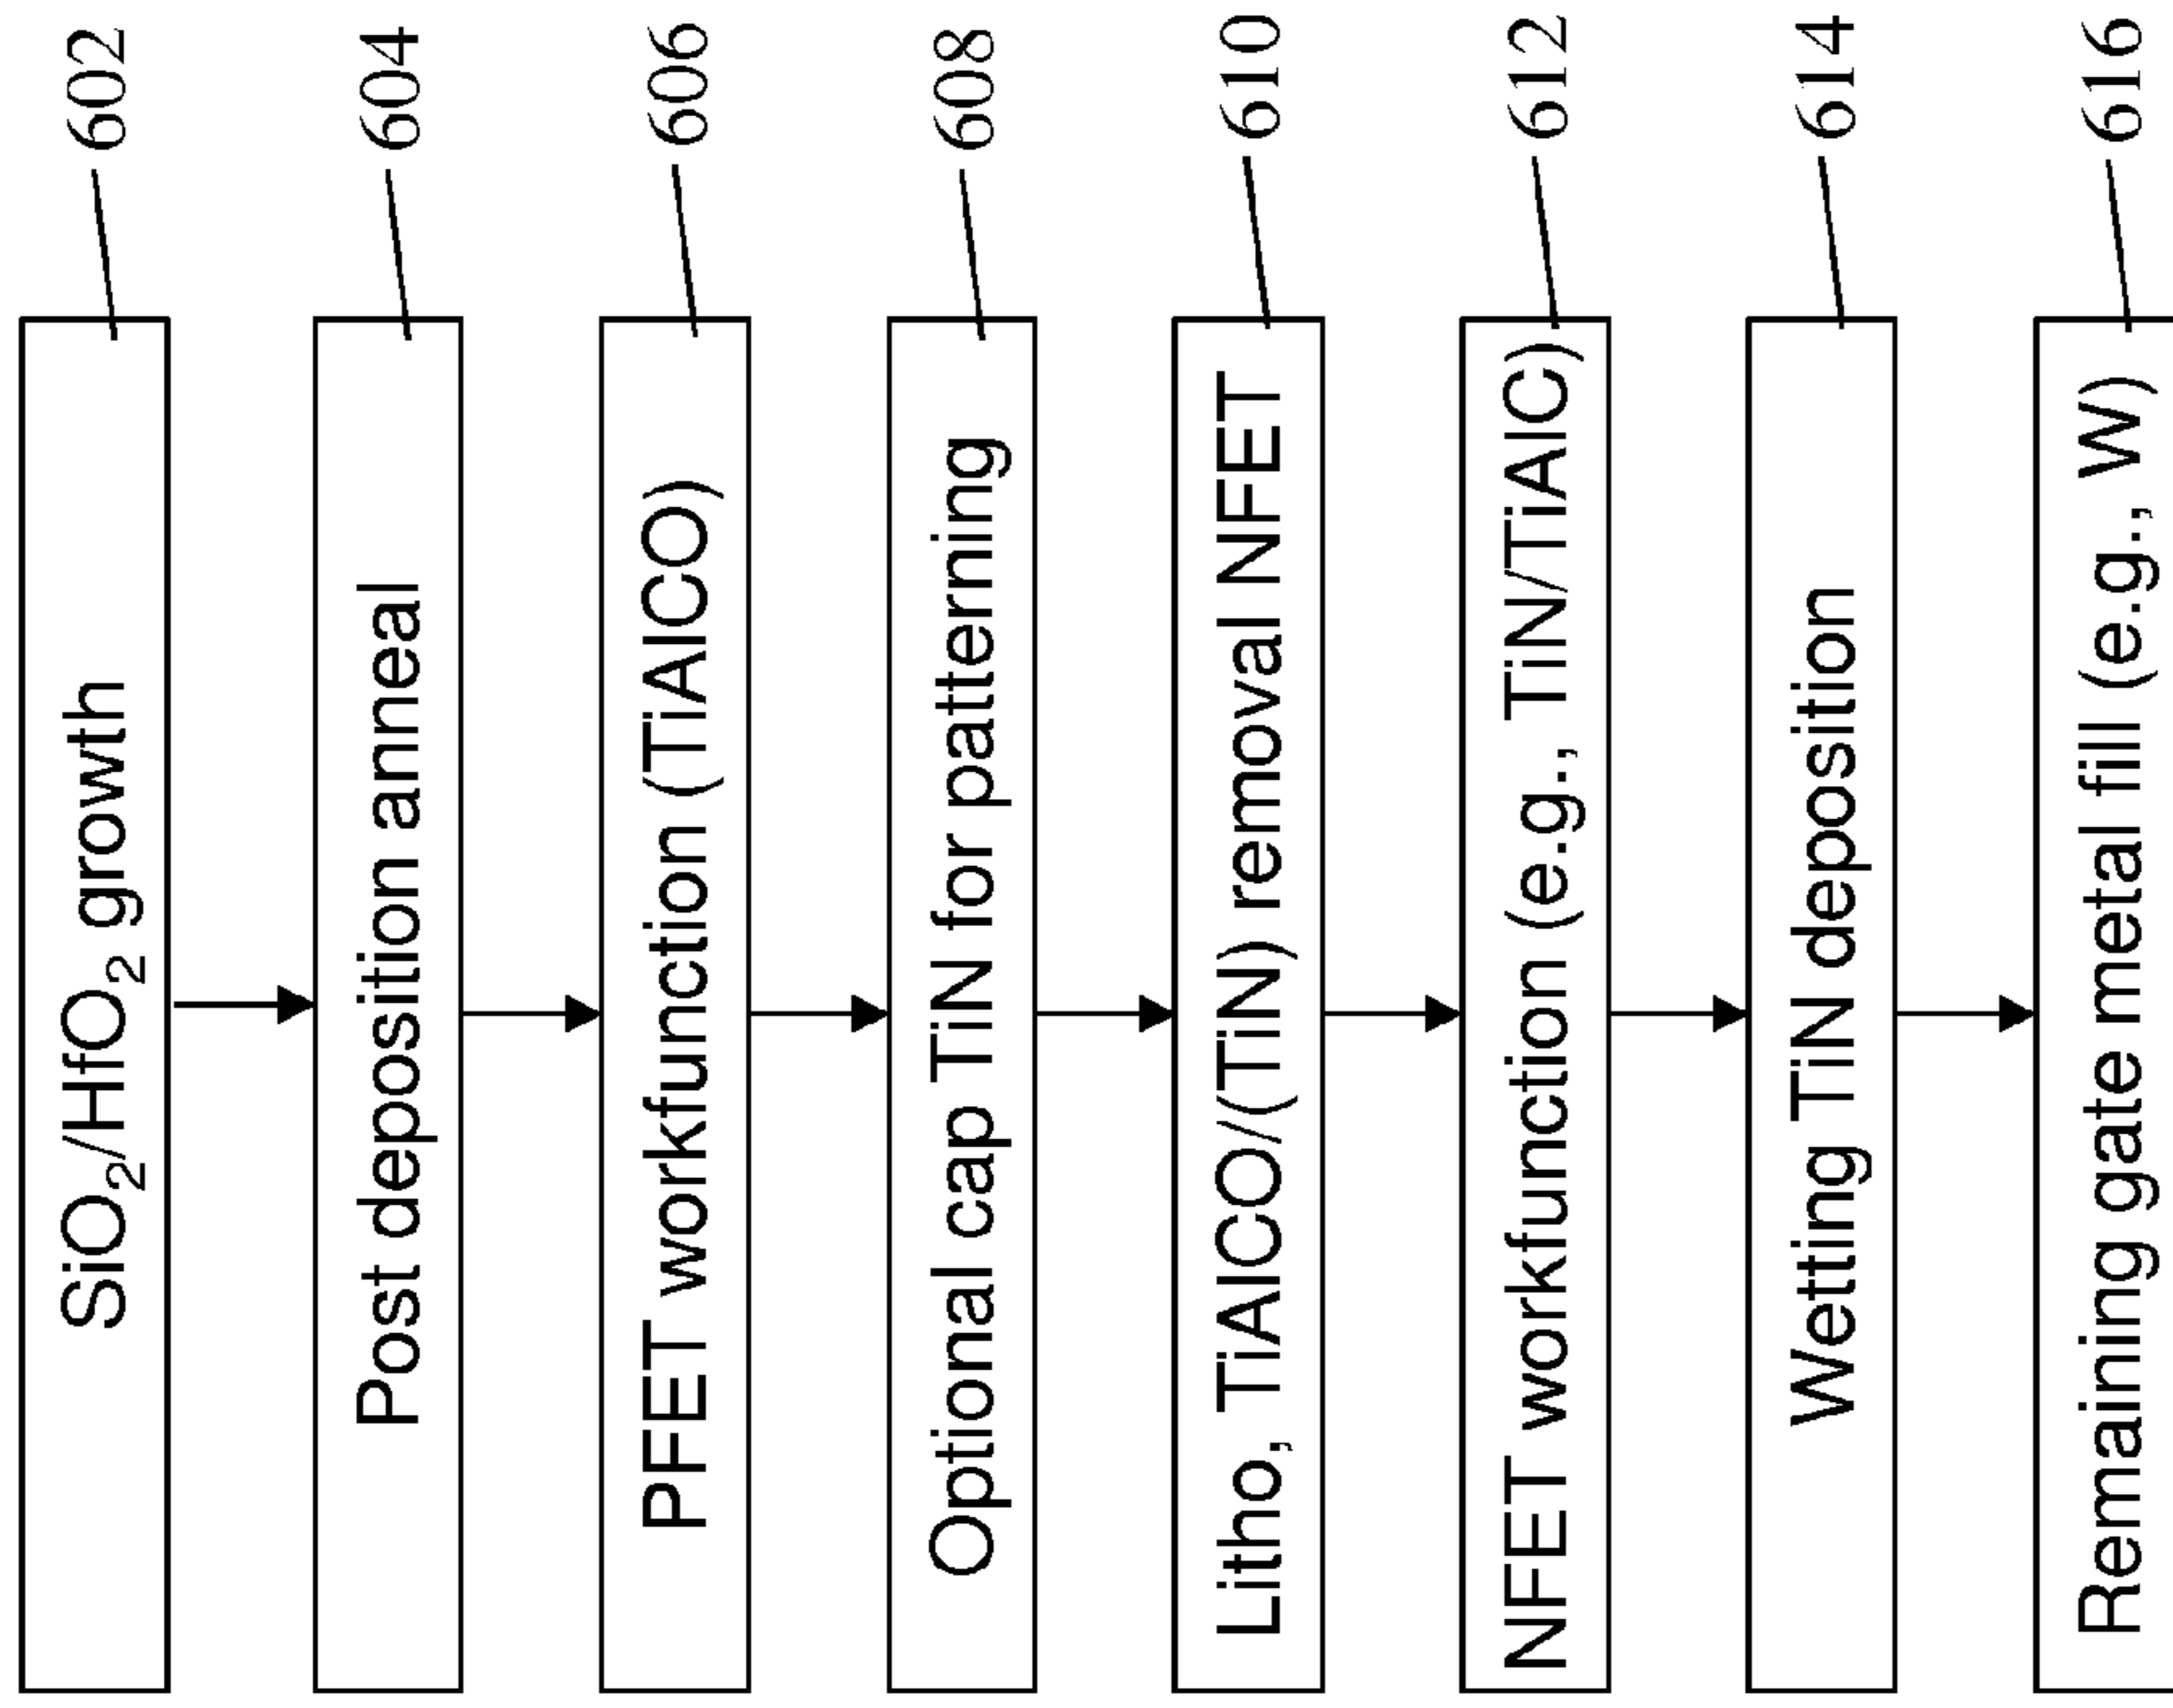 SiO2/HfO2 growth 602
Post deposition anneal 604
PFET workfunction (TiAlCO) 606
Optional cap TiN for patterning 608
Litho, TiAlCO/(TiN) removal NFET 610
NFET workfunction (e.g., TiN/TiAlC) 612
Wetting TiN deposition 614
Remaining gate metal fill (e.g., W) 616